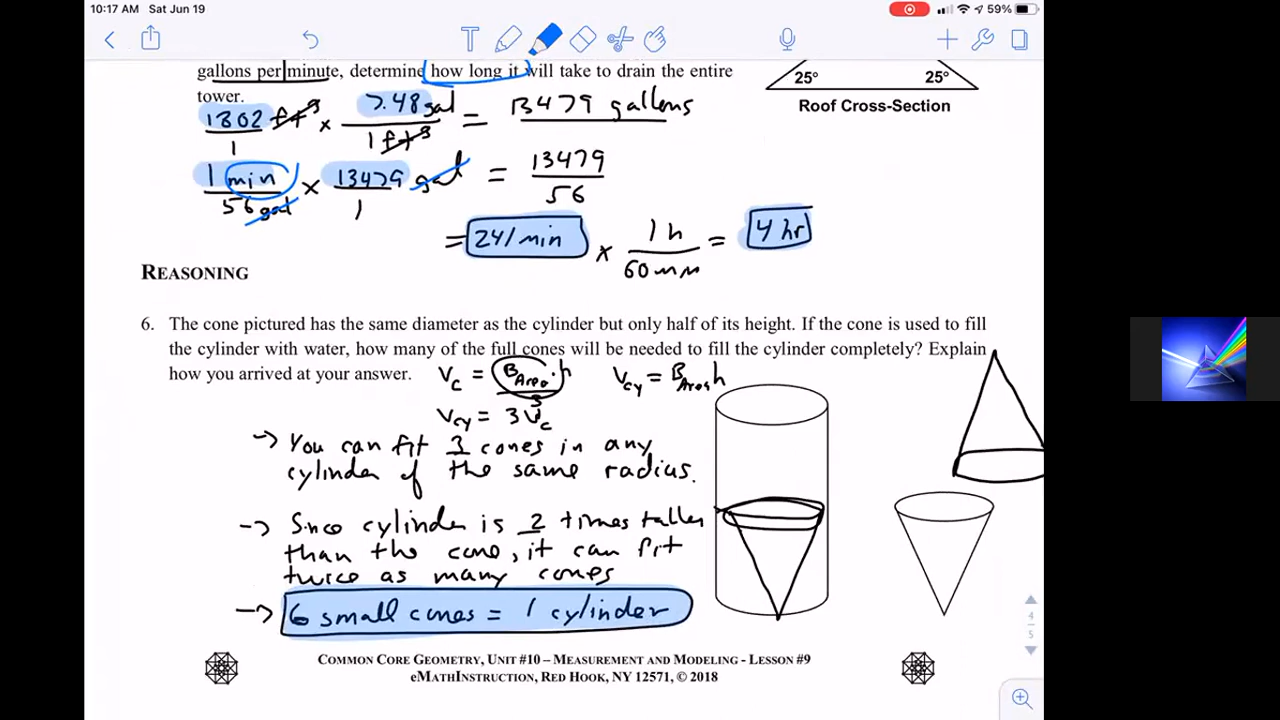 10:17 AM Sat Jun 19
59%
gallons per minute, determine how long it will take to drain the entire
tower.
25° 25°
Roof Cross-Section
1802 ft³ × 7.48 gal = 13479 gallons
1 1 ft³
1 min × 13479 gal = 13479
56 gal 1 56
= 241 min × 1 h = 4 hr
60 min
REASONING
6. The cone pictured has the same diameter as the cylinder but only half of its height. If the cone is used to fill
the cylinder with water, how many of the full cones will be needed to fill the cylinder completely? Explain
how you arrived at your answer.
Vc = BArea · h Vcy = BArea h
3
Vcy = 3Vc
→ You can fit 3 cones in any
cylinder of the same radius.
→ Since cylinder is 2 times taller
than the cone, it can fit
twice as many cones
→ 6 small cones = 1 cylinder
4
5
COMMON CORE GEOMETRY, UNIT #10 – MEASUREMENT AND MODELING - LESSON #9
eMATHINSTRUCTION, RED HOOK, NY 12571, © 2018